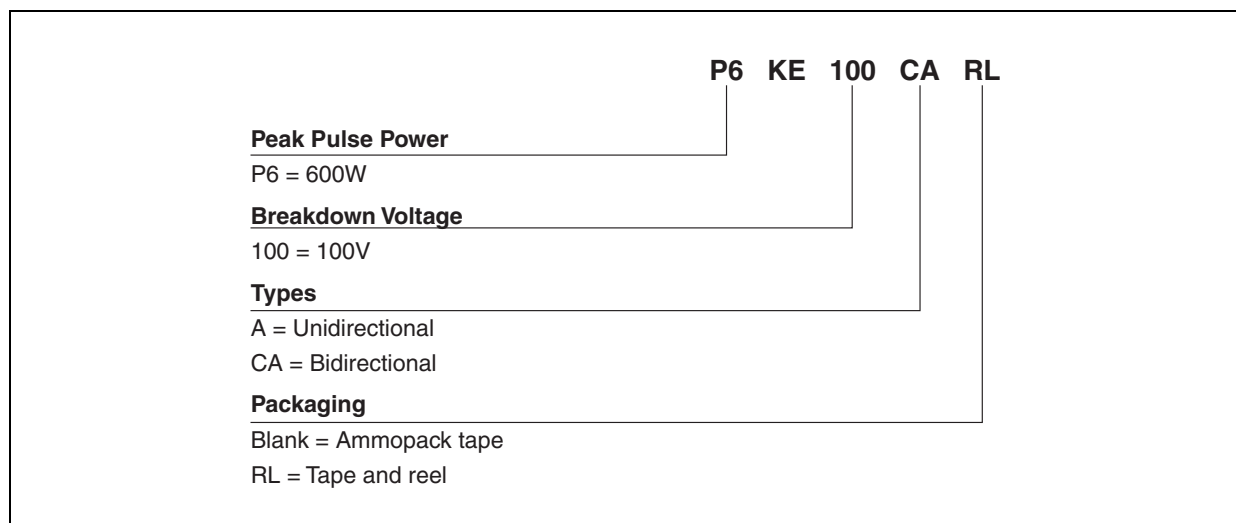 P6 KE 100 CA RL
Peak Pulse Power
P6 = 600W
Breakdown Voltage
100 = 100V
Types
A = Unidirectional
CA = Bidirectional
Packaging
Blank = Ammopack tape
RL = Tape and reel